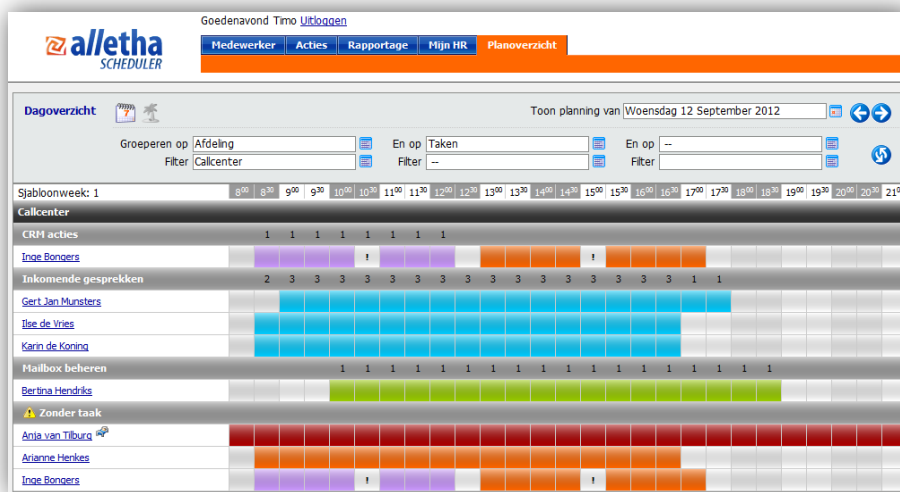 Goedenavond Timo Uitloggen
alletha
SCHEDULER
Medewerker Acties Rapportage Mijn HR Planoverzicht
Dagoverzicht 7 Toon planning van Woensdag 12 September 2012
Groeperen op Afdeling En op Taken En op --
Filter Callcenter Filter -- Filter
Sjabloonweek: 1 800 830 900 930 1000 1030 1100 1130 1200 1230 1300 1330 1400 1430 1500 1530 1600 1630 1700 1730 1800 1830 1900 1930 2000 2030 2100
Callcenter
CRM acties 1 1 1 1 1 1 1 1
Inge Bongers ! !
Inkomende gesprekken 2 3 3 3 3 3 3 3 3 3 3 3 3 3 3 3 3 1 1
Gert Jan Munsters
Ilse de Vries
Karin de Koning
Mailbox beheren 1 1 1 1 1 1 1 1 1 1 1 1 1 1 1 1 1 1
Bertina Hendriks
Zonder taak
Anja van Tilburg
Arianne Henkes
Inge Bongers ! !